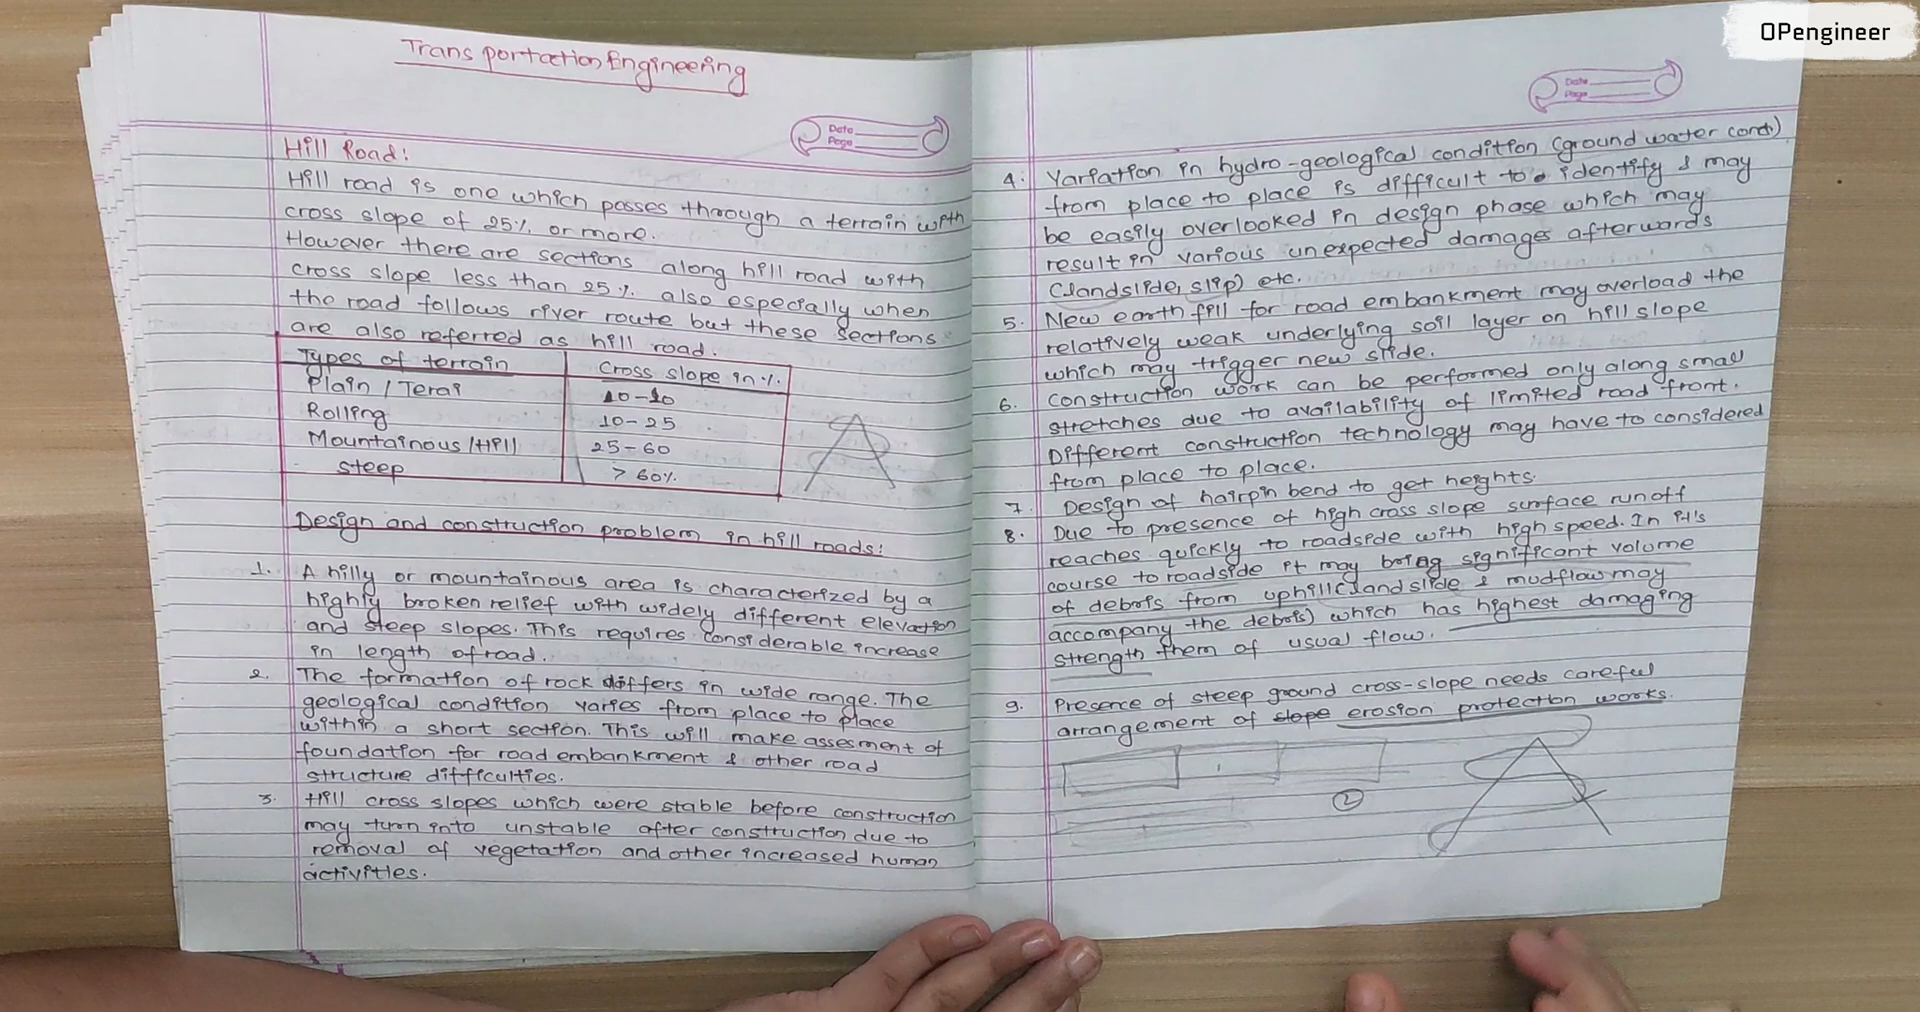 OPengineer
Transportation Engineering
Date
Page
Hill Road:
Hill road is one which passes through a terrain with
cross slope of 25% or more.
However there are sections along hill road with
cross slope less than 25% also especially when
the road follows river route but these sections
are also referred as hill road.
Types of terrain Cross slope in %
Plain / Terai 10-10
Rolling 10-25
Mountainous / Hill 25-60
steep > 60%
Design and construction problem in hill roads:
1. A hilly or mountainous area is characterized by a
highly broken relief with widely different elevation
and steep slopes. This requires considerable increase
in length of road.
2. The formation of rock differs in wide range. The
geological condition varies from place to place
within a short section. This will make assesment of
foundation for road embankment & other road
structure difficulties.
3. Hill cross slopes which were stable before construction
may turn into unstable after construction due to
removal of vegetation and other increased human
activities.
Date
Page
4. Variation in hydro-geological condition (ground water cond.)
from place to place is difficult to identify & may
be easily overlooked in design phase which may
result in various unexpected damages afterwards
(landslide, slip) etc.
5. New earth fill for road embankment may overload the
relatively weak underlying soil layer on hill slope
which may trigger new slide.
6. Construction work can be performed only along small
stretches due to availability of limited road front.
Different construction technology may have to considered
from place to place.
7. Design of hairpin bend to get heights.
8. Due to presence of high cross slope surface runoff
reaches quickly to roadside with high speed. In it's
course to roadside it may bring significant volume
of debris from uphill (landslide & mudflow may
accompany the debris) which has highest damaging
strength them of usual flow.
9. Presence of steep ground cross-slope needs careful
arrangement of slope erosion protection works.
2